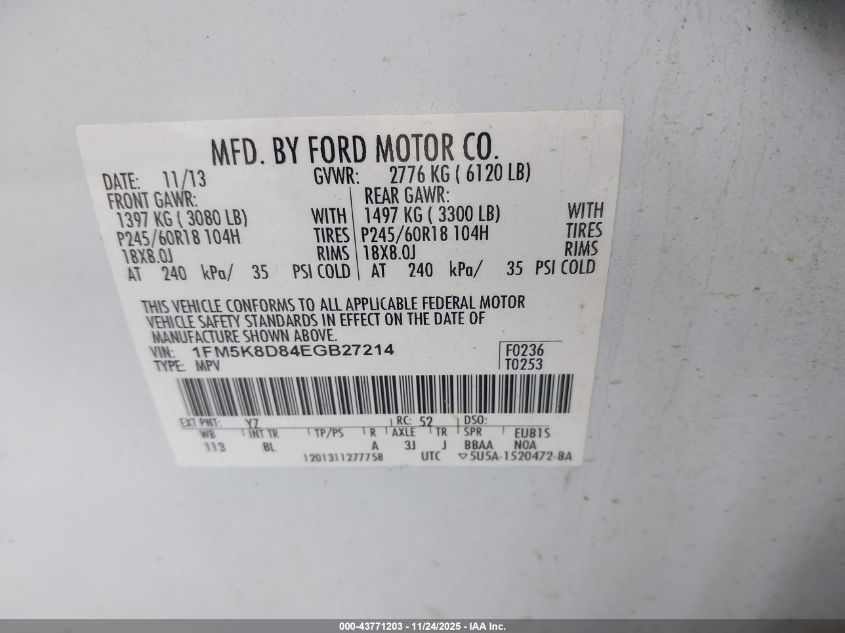 MFD. BY FORD MOTOR CO.
DATE: 11/13 GVWR: 2776 KG ( 6120 LB)
FRONT GAWR: REAR GAWR:
1397 KG ( 3080 LB) WITH 1497 KG ( 3300 LB) WITH
P245/60R18 104H TIRES P245/60R18 104H TIRES
18X8.0J RIMS 18X8.0J RIMS
AT 240 kPa/ 35 PSI COLD AT 240 kPa/ 35 PSI COLD
THIS VEHICLE CONFORMS TO ALL APPLICABLE FEDERAL MOTOR
VEHICLE SAFETY STANDARDS IN EFFECT ON THE DATE OF
MANUFACTURE SHOWN ABOVE.
VIN: 1FM5K8D84EGB27214 F0236
TYPE: MPV T0253
EXT PNT: YZ RC: 52 DSO:
WB INT TR TP/PS R AXLE TR SPR EUB1S
113 8L A 3J J BBAA NOA
1201311277758 UTC ▽5U5A-1520472-BA
000-43771203 - 11/24/2025 - IAA Inc.